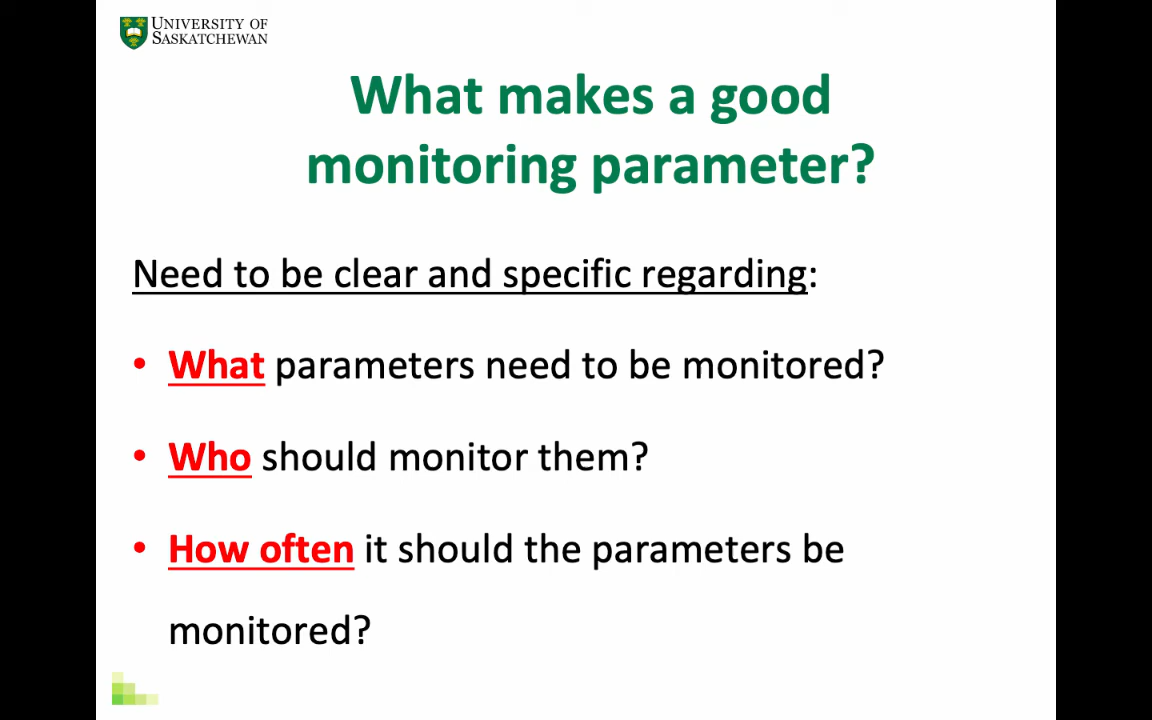 UNIVERSITY OF
SASKATCHEWAN
What makes a good
monitoring parameter?
Need to be clear and specific regarding:
• What parameters need to be monitored?
• Who should monitor them?
• How often it should the parameters be
monitored?